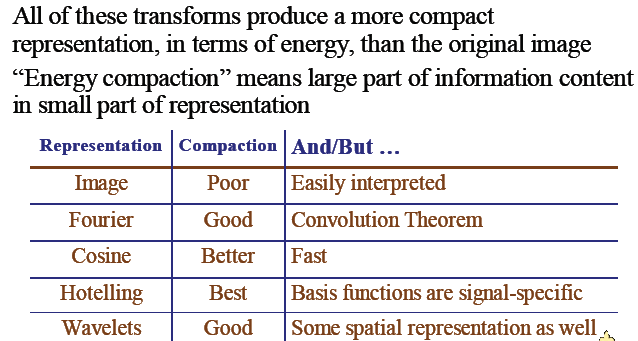 All of these transforms produce a more compact
representation, in terms of energy, than the original image
“Energy compaction” means large part of information content
in small part of representation
Representation Compaction And/But ...
Image Poor Easily interpreted
Fourier Good Convolution Theorem
Cosine Better Fast
Hotelling Best Basis functions are signal-specific
Wavelets Good Some spatial representation as well